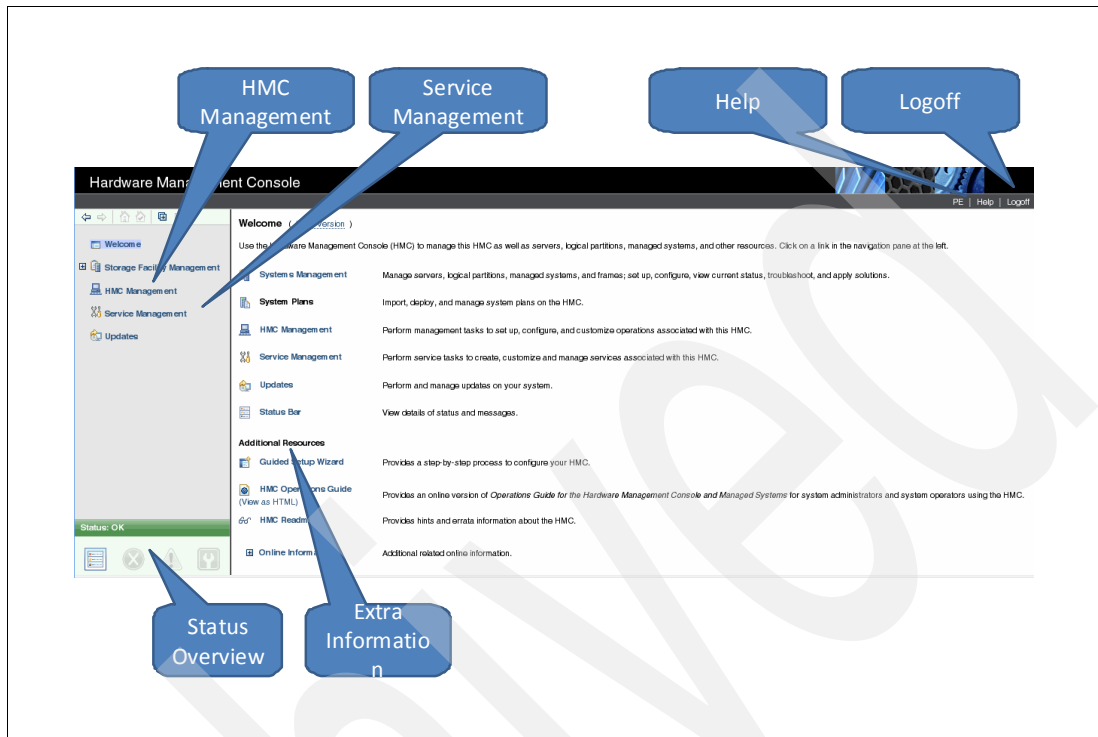 HMC
Management
Service
Management
Help
Logoff
Hardware Management Console
PE | Help | Logoff
Welcome ( Version )
Use the Hardware Management Console (HMC) to manage this HMC as well as servers, logical partitions, managed systems, and other resources. Click on a link in the navigation pane at the left.
Welcome
Storage Facility Management
HMC Management
Service Management
Updates
Systems Management Manage servers, logical partitions, managed systems, and frames; set up, configure, view current status, troubleshoot, and apply solutions.
System Plans Import, deploy, and manage system plans on the HMC.
HMC Management Perform management tasks to set up, configure, and customize operations associated with this HMC.
Service Management Perform service tasks to create, customize and manage services associated with this HMC.
Updates Perform and manage updates on your system.
Status Bar View details of status and messages.
Additional Resources
Guided Setup Wizard Provides a step-by-step process to configure your HMC.
HMC Operations Guide
(View as HTML)
Provides an online version of Operations Guide for the Hardware Management Console and Managed Systems for system administrators and system operators using the HMC.
HMC Readm Provides hints and errata information about the HMC.
Online Inform Additional related online information.
Status: OK
Status
Overview
Extra
Informatio
n
hived